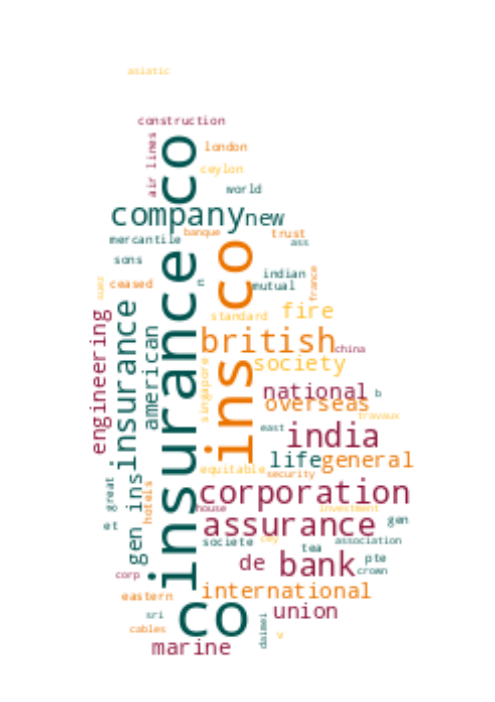 asiatic
construction
air lines
london
ceylon
world
company
new
mercantile
banque
trust
ass
sons
insurance co
ins co
indian
mutual
france
ceased
suez
n
standard
fire
insurance
engineering
american
british
china
society
singapore
national
b
overseas
travaux
east
india
life
general
equitable
security
great
gen ins
hotels
corporation
house
investment
et
assurance
gen
societe
cey
association
tea
de
bank
pte
crown
corp
international
eastern
union
sri
co
cables
daimei
v
marine